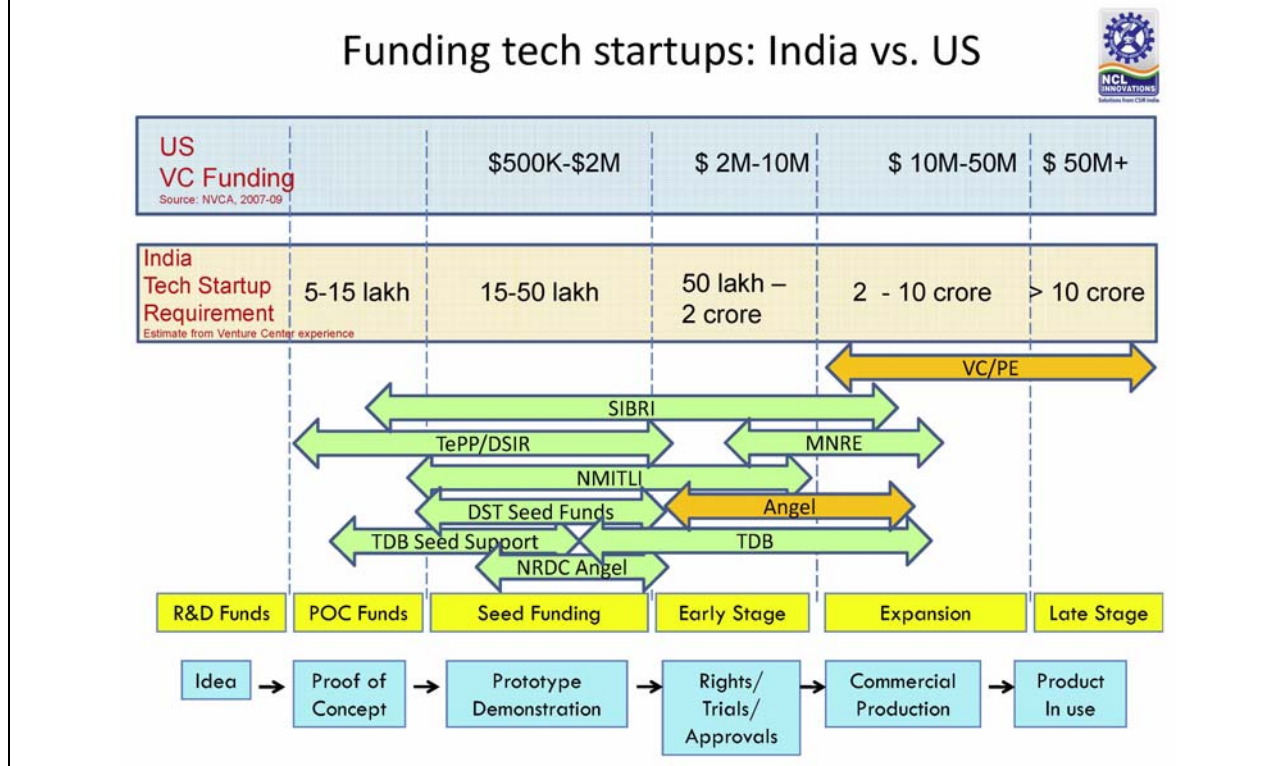 Funding tech startups: India vs. US
NCL
INNOVATIONS
Solutions from CSIR India
US
VC Funding
Source: NVCA, 2007-09
$500K-$2M
$ 2M-10M
$ 10M-50M
$ 50M+
India
Tech Startup
Requirement
Estimate from Venture Center experience
5-15 lakh
15-50 lakh
50 lakh –
2 crore
2 - 10 crore
> 10 crore
VC/PE
SIBRI
TePP/DSIR
MNRE
NMITLI
DST Seed Funds
Angel
TDB Seed Support
TDB
NRDC Angel
R&D Funds
POC Funds
Seed Funding
Early Stage
Expansion
Late Stage
Idea
Proof of
Concept
Prototype
Demonstration
Rights/
Trials/
Approvals
Commercial
Production
Product
In use